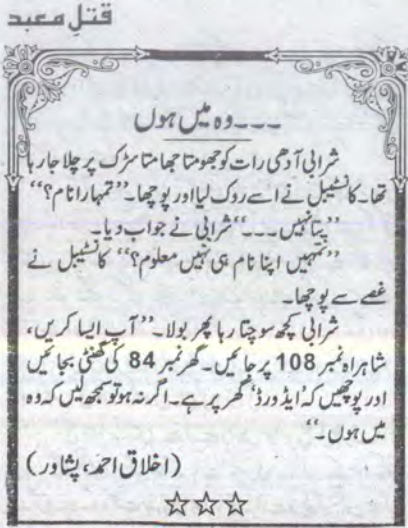 قتلِ معبد
۔۔۔وہ میں ہوں
شرابی آدھی رات کو جھومتا جھامتا سڑک پر چلا جا رہا
تھا۔ کانسٹیبل نے اسے روک لیا اور پوچھا۔ ”تمہارا نام؟“
”پتا نہیں۔۔۔“ شرابی نے جواب دیا۔
”تمہیں اپنا نام ہی نہیں معلوم؟“ کانسٹیبل نے
غصے سے پوچھا۔
شرابی کچھ سوچتا رہا پھر بولا۔ ”آپ ایسا کریں،
شاہراہ نمبر 108 پر جائیں۔ گھر نمبر 84 کی گھنٹی بجائیں
اور پوچھیں کہ ’ایڈورڈ‘ گھر پر ہے۔ اگر نہ ہو تو سمجھ لیں کہ وہ
میں ہوں۔“
(اخلاق احمد، پشاور)
☆☆☆